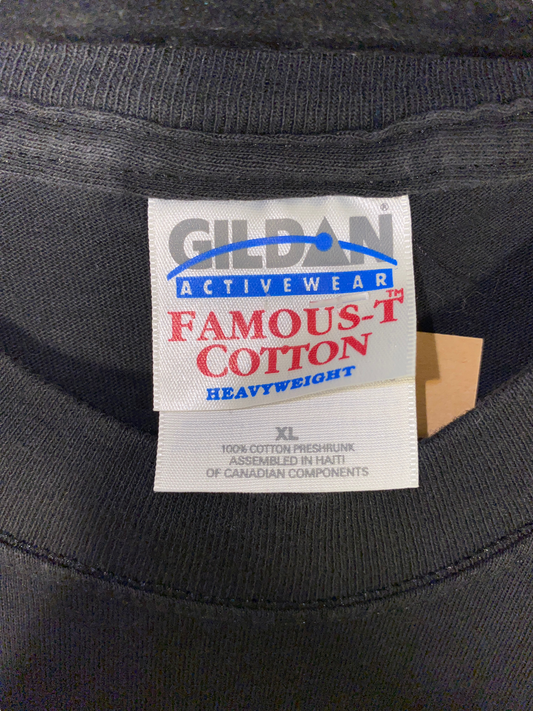 GILDAN®
ACTIVEWEAR
FAMOUS-T™
COTTON
HEAVYWEIGHT
XL
100% COTTON PRESHRUNK
ASSEMBLED IN HAITI
OF CANADIAN COMPONENTS